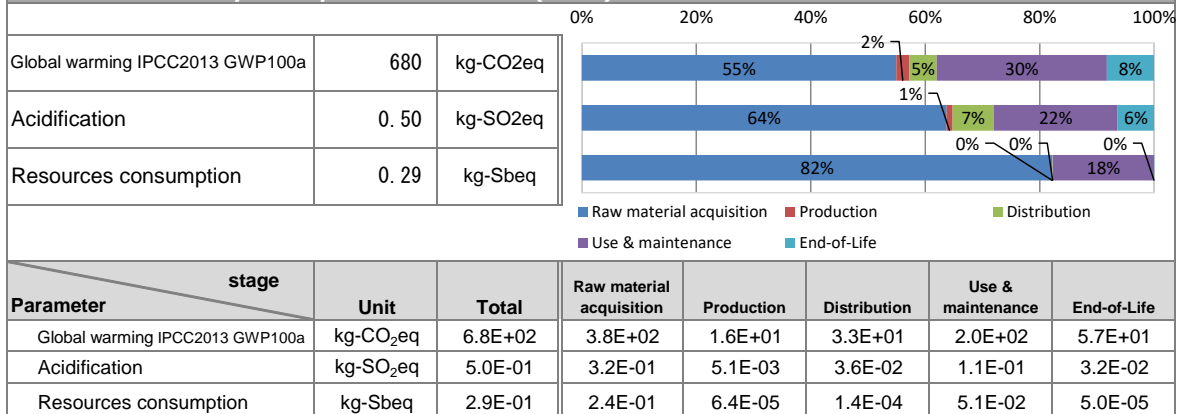 0% 20% 40% 60% 80% 100%
Global warming IPCC2013 GWP100a 680 kg-CO2eq
2%
55% 5% 30% 8%
Acidification 0.50 kg-SO2eq
1%
64% 7% 22% 6%
Resources consumption 0.29 kg-Sbeq
0% 0% 0%
82% 18%
Raw material acquisition Production Distribution
Use & maintenance End-of-Life
stage
Parameter Unit Total Raw material acquisition Production Distribution Use & maintenance End-of-Life
Global warming IPCC2013 GWP100a kg-CO₂eq 6.8E+02 3.8E+02 1.6E+01 3.3E+01 2.0E+02 5.7E+01
Acidification kg-SO₂eq 5.0E-01 3.2E-01 5.1E-03 3.6E-02 1.1E-01 3.2E-02
Resources consumption kg-Sbeq 2.9E-01 2.4E-01 6.4E-05 1.4E-04 5.1E-02 5.0E-05